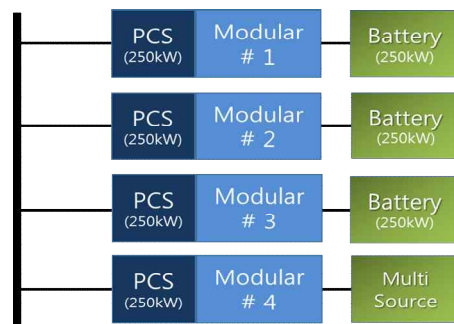 PCS
(250kW)
Modular
# 1
Battery
(250kW)
PCS
(250kW)
Modular
# 2
Battery
(250kW)
PCS
(250kW)
Modular
# 3
Battery
(250kW)
PCS
(250kW)
Modular
# 4
Multi
Source